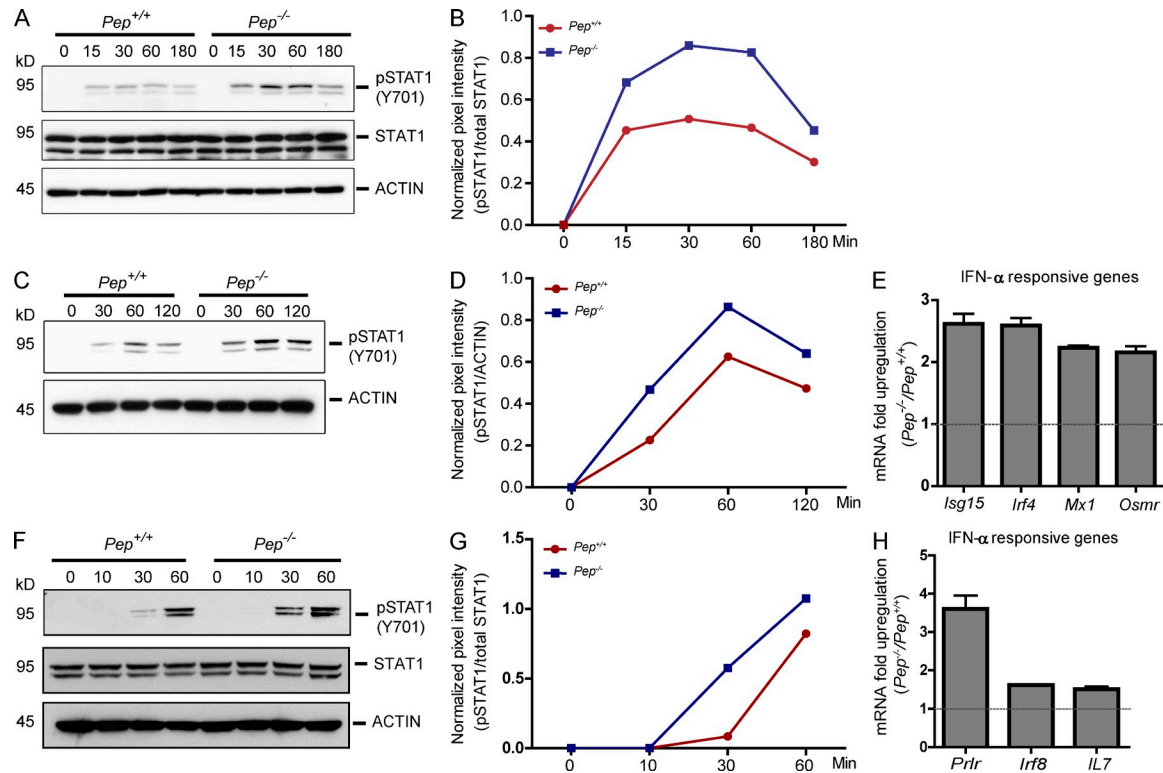 A
Pep+/+ Pep-/-
0 15 30 60 180 0 15 30 60 180
kD
95
pSTAT1
(Y701)
95
STAT1
45
ACTIN
B
Pep+/+
Pep-/-
Normalized pixel intensity
(pSTAT1/total STAT1)
1.0
0.8
0.6
0.4
0.2
0.0
0 15 30 60 180 Min
C
Pep+/+ Pep-/-
0 30 60 120 0 30 60 120
kD
95
pSTAT1
(Y701)
45
ACTIN
D
Pep+/+
Pep-/-
Normalized pixel intensity
(pSTAT1/ACTIN)
1.0
0.8
0.6
0.4
0.2
0.0
0 30 60 120 Min
E
IFN-α responsive genes
mRNA fold upregulation
(Pep-/-/Pep+/+)
3
2
1
0
Isg15 Irf4 Mx1 Osmr
F
Pep+/+ Pep-/-
0 10 30 60 0 10 30 60
kD
95
pSTAT1
(Y701)
95
STAT1
45
ACTIN
G
Pep+/+
Pep-/-
Normalized pixel intensity
(pSTAT1/total STAT1)
1.5
1.0
0.5
0.0
0 10 30 60 Min
H
IFN-α responsive genes
mRNA fold upregulation
(Pep-/-/Pep+/+)
5
4
3
2
1
0
Prlr Irf8 IL7